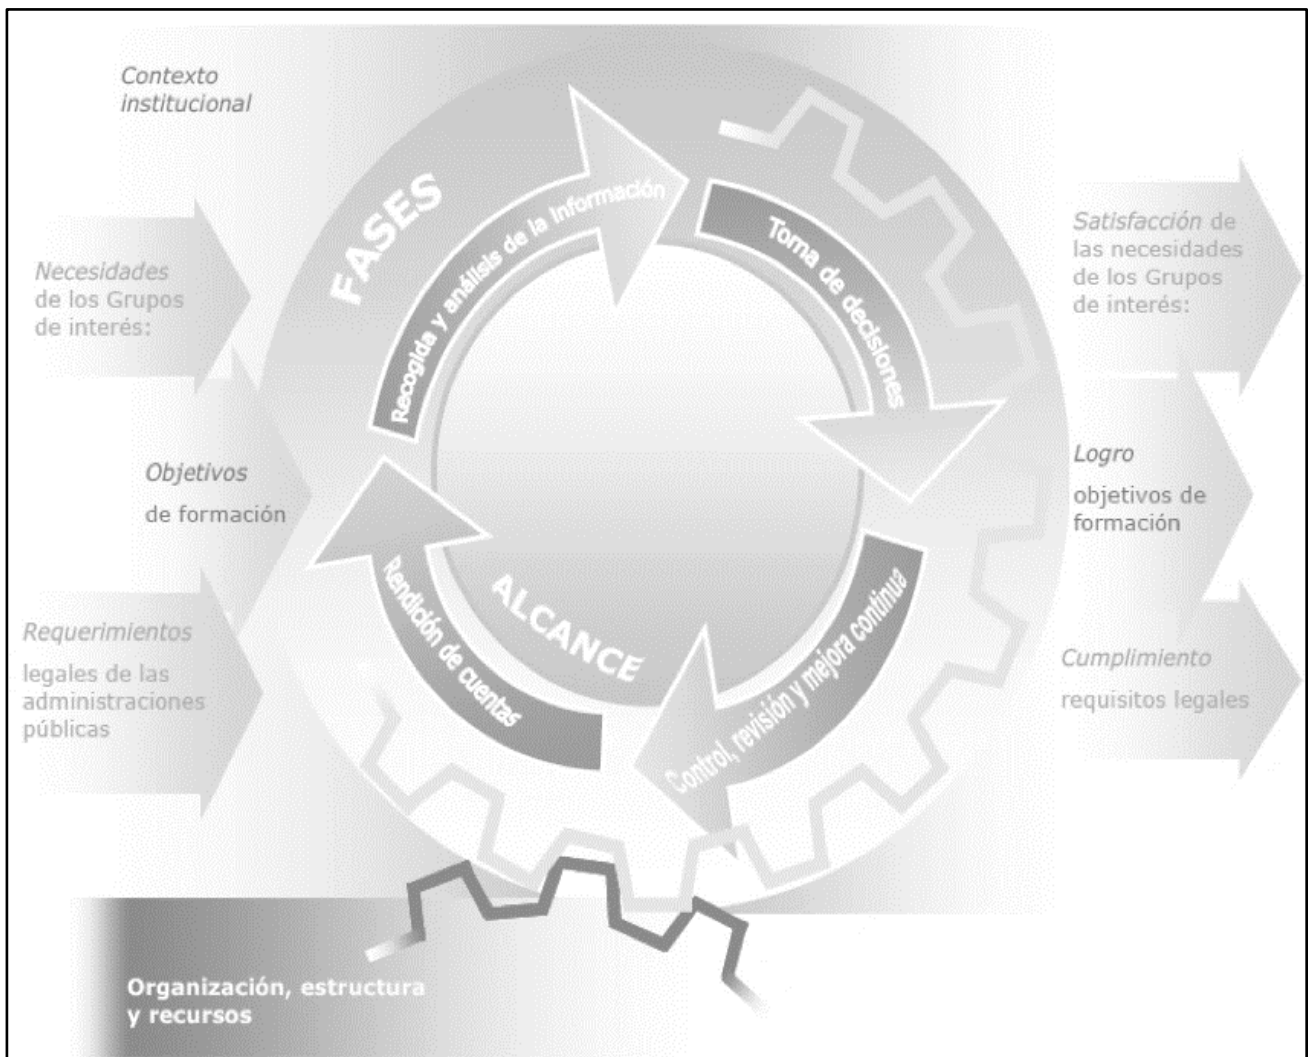 Contexto
institucional
FASES
Recogida y análisis de la Información
Toma de decisiones
Necesidades
de los Grupos
de interés:
Satisfacción de
las necesidades
de los Grupos
de interés:
Objetivos
de formación
Logro
objetivos de
formación
Rendición de cuentas
ALCANCE
Control, revisión y mejora continua
Requerimientos
legales de las
administraciones
públicas
Cumplimiento
requisitos legales
Organización, estructura
y recursos